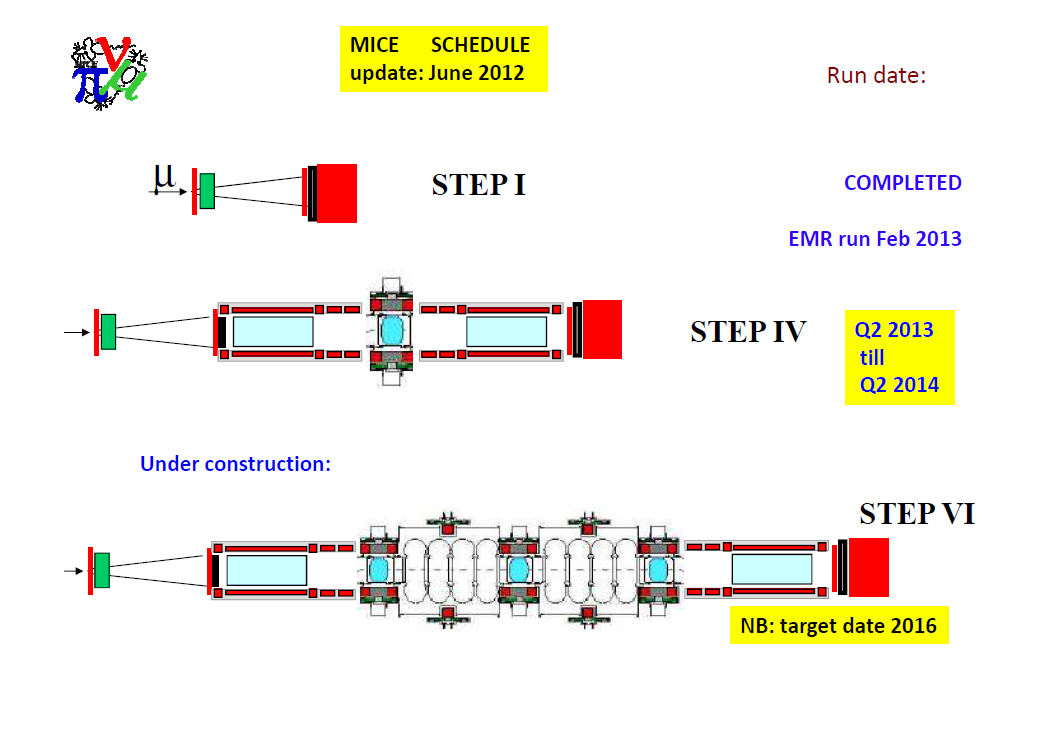 ν
π μ
MICE SCHEDULE
update: June 2012
Run date:
μ
STEP I
COMPLETED
EMR run Feb 2013
STEP IV
Q2 2013
till
Q2 2014
Under construction:
STEP VI
NB: target date 2016